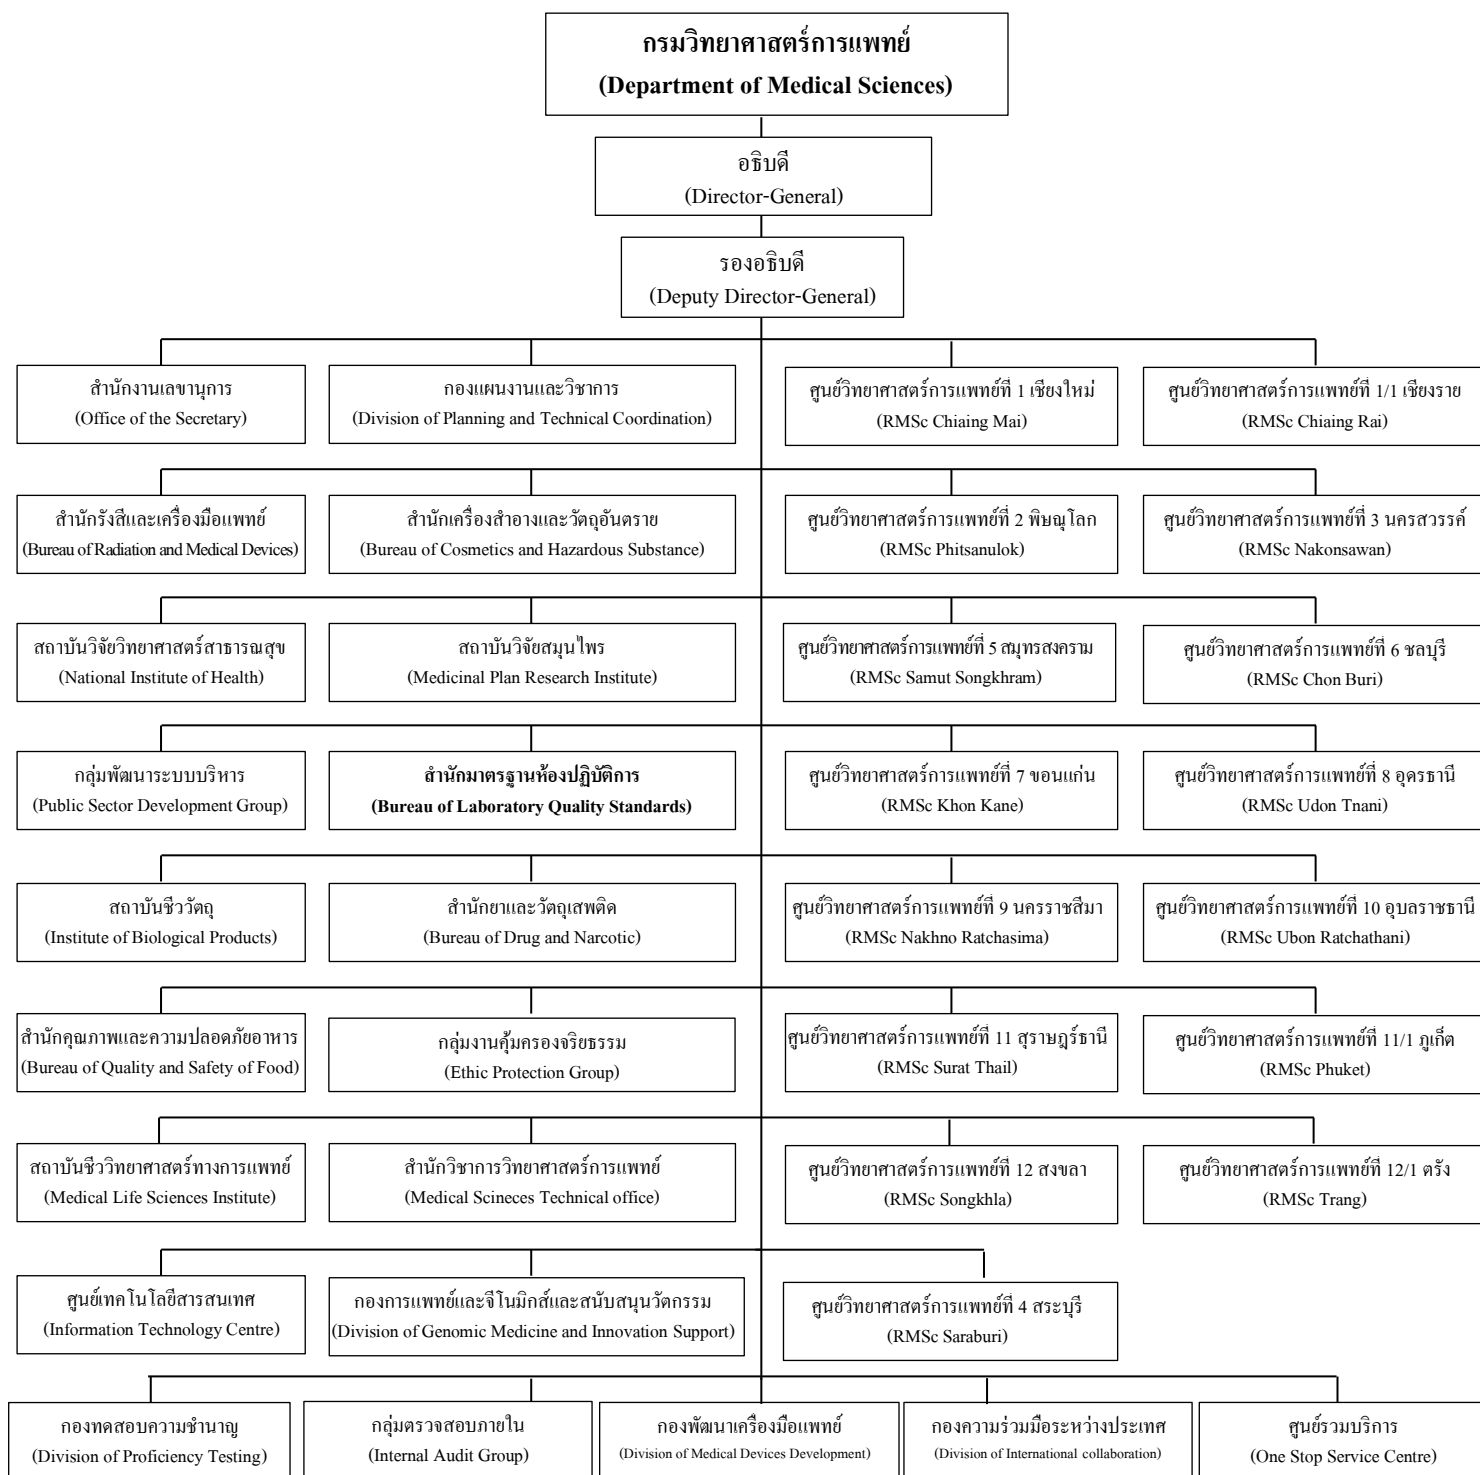 กรมวิทยาศาสตร์การแพทย์
(Department of Medical Sciences)
อธิบดี
(Director-General)
รองอธิบดี
(Deputy Director-General)
สำนักงานเลขานุการ
(Office of the Secretary)
กองแผนงานและวิชาการ
(Division of Planning and Technical Coordination)
ศูนย์วิทยาศาสตร์การแพทย์ที่ 1 เชียงใหม่
(RMSc Chiaing Mai)
ศูนย์วิทยาศาสตร์การแพทย์ที่ 1/1 เชียงราย
(RMSc Chiaing Rai)
สำนักรังสีและเครื่องมือแพทย์
(Bureau of Radiation and Medical Devices)
สำนักเครื่องสำอางและวัตถุอันตราย
(Bureau of Cosmetics and Hazardous Substance)
ศูนย์วิทยาศาสตร์การแพทย์ที่ 2 พิษณุโลก
(RMSc Phitsanulok)
ศูนย์วิทยาศาสตร์การแพทย์ที่ 3 นครสวรรค์
(RMSc Nakonsawan)
สถาบันวิจัยวิทยาศาสตร์สาธารณสุข
(National Institute of Health)
สถาบันวิจัยสมุนไพร
(Medicinal Plan Research Institute)
ศูนย์วิทยาศาสตร์การแพทย์ที่ 5 สมุทรสงคราม
(RMSc Samut Songkhram)
ศูนย์วิทยาศาสตร์การแพทย์ที่ 6 ชลบุรี
(RMSc Chon Buri)
กลุ่มพัฒนาระบบบริหาร
(Public Sector Development Group)
สำนักมาตรฐานห้องปฏิบัติการ
(Bureau of Laboratory Quality Standards)
ศูนย์วิทยาศาสตร์การแพทย์ที่ 7 ขอนแก่น
(RMSc Khon Kane)
ศูนย์วิทยาศาสตร์การแพทย์ที่ 8 อุดรธานี
(RMSc Udon Tnani)
สถาบันชีววัตถุ
(Institute of Biological Products)
สำนักยาและวัตถุเสพติด
(Bureau of Drug and Narcotic)
ศูนย์วิทยาศาสตร์การแพทย์ที่ 9 นครราชสีมา
(RMSc Nakhno Ratchasima)
ศูนย์วิทยาศาสตร์การแพทย์ที่ 10 อุบลราชธานี
(RMSc Ubon Ratchathani)
สำนักคุณภาพและความปลอดภัยอาหาร
(Bureau of Quality and Safety of Food)
กลุ่มงานคุ้มครองจริยธรรม
(Ethic Protection Group)
ศูนย์วิทยาศาสตร์การแพทย์ที่ 11 สุราษฎร์ธานี
(RMSc Surat Thail)
ศูนย์วิทยาศาสตร์การแพทย์ที่ 11/1 ภูเก็ต
(RMSc Phuket)
สถาบันชีววิทยาศาสตร์ทางการแพทย์
(Medical Life Sciences Institute)
สำนักวิชาการวิทยาศาสตร์การแพทย์
(Medical Scineces Technical office)
ศูนย์วิทยาศาสตร์การแพทย์ที่ 12 สงขลา
(RMSc Songkhla)
ศูนย์วิทยาศาสตร์การแพทย์ที่ 12/1 ตรัง
(RMSc Trang)
ศูนย์เทคโนโลยีสารสนเทศ
(Information Technology Centre)
กองการแพทย์และจีโนมิกส์และสนับสนุนวัตกรรม
(Division of Genomic Medicine and Innovation Support)
ศูนย์วิทยาศาสตร์การแพทย์ที่ 4 สระบุรี
(RMSc Saraburi)
กองทดสอบความชำนาญ
(Division of Proficiency Testing)
กลุ่มตรวจสอบภายใน
(Internal Audit Group)
กองพัฒนาเครื่องมือแพทย์
(Division of Medical Devices Development)
กองความร่วมมือระหว่างประเทศ
(Division of International collaboration)
ศูนย์รวมบริการ
(One Stop Service Centre)